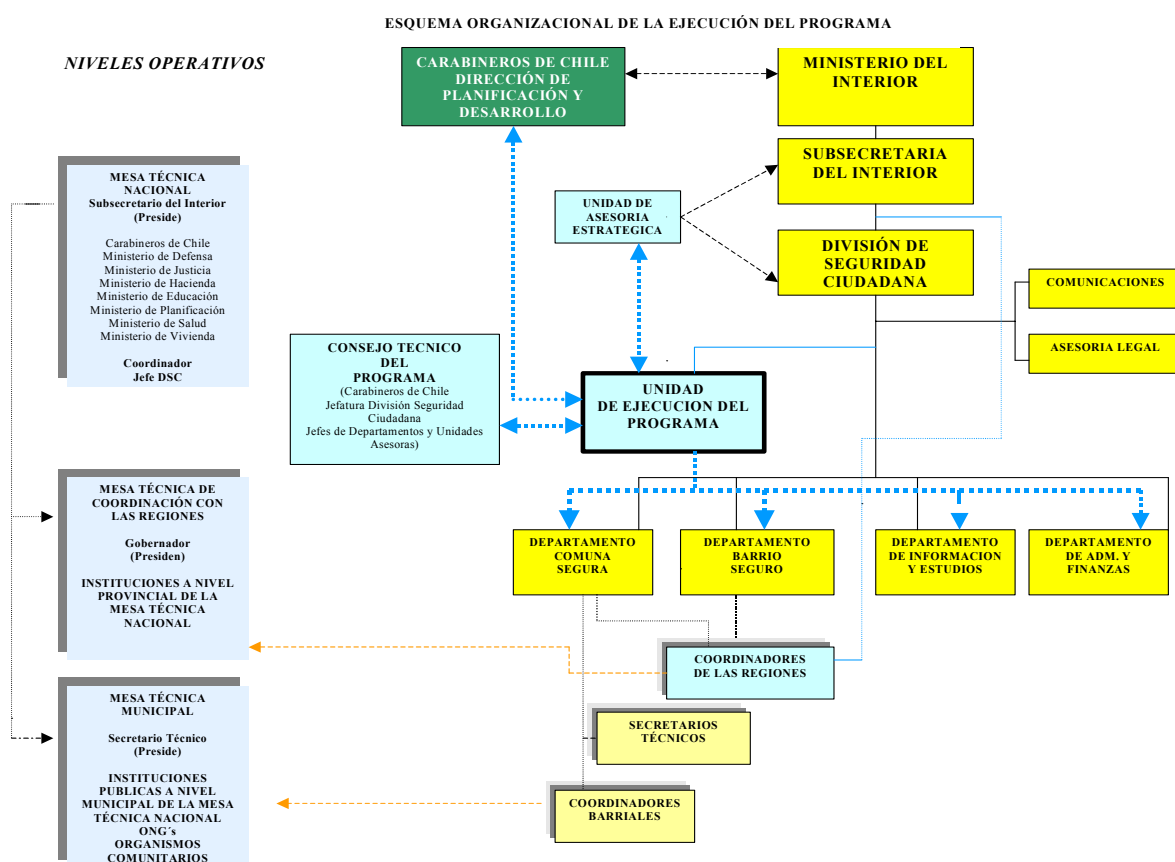 ESQUEMA ORGANIZACIONAL DE LA EJECUCIÓN DEL PROGRAMA
NIVELES OPERATIVOS
CARABINEROS DE CHILE
DIRECCIÓN DE
PLANIFICACIÓN Y
DESARROLLO
MINISTERIO DEL
INTERIOR
SUBSECRETARIA
DEL INTERIOR
UNIDAD DE
ASESORIA
ESTRATEGICA
DIVISIÓN DE
SEGURIDAD
CIUDADANA
COMUNICACIONES
ASESORIA LEGAL
MESA TÉCNICA
NACIONAL
Subsecretario del Interior
(Preside)
Carabineros de Chile
Ministerio de Defensa
Ministerio de Justicia
Ministerio de Hacienda
Ministerio de Educación
Ministerio de Planificación
Ministerio de Salud
Ministerio de Vivienda
Coordinador
Jefe DSC
CONSEJO TECNICO
DEL
PROGRAMA
(Carabineros de Chile
Jefatura División Seguridad
Ciudadana
Jefes de Departamentos y Unidades
Asesoras)
UNIDAD
DE EJECUCION DEL
PROGRAMA
MESA TÉCNICA DE
COORDINACIÓN CON
LAS REGIONES
Gobernador
(Presiden)
INSTITUCIONES A NIVEL
PROVINCIAL DE LA
MESA TÉCNICA
NACIONAL
DEPARTAMENTO
COMUNA
SEGURA
DEPARTAMENTO
BARRIO
SEGURO
DEPARTAMENTO
DE INFORMACION
Y ESTUDIOS
DEPARTAMENTO
DE ADM. Y
FINANZAS
COORDINADORES
DE LAS REGIONES
SECRETARIOS
TÉCNICOS
COORDINADORES
BARRIALES
MESA TÉCNICA
MUNICIPAL
Secretario Técnico
(Preside)
INSTITUCIONES
PUBLICAS A NIVEL
MUNICIPAL DE LA MESA
TÉCNICA NACIONAL
ONG´s
ORGANISMOS
COMUNITARIOS